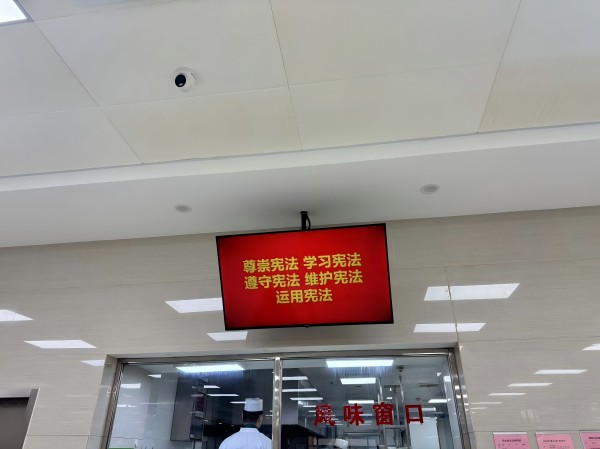 尊崇宪法 学习宪法
遵守宪法 维护宪法
运用宪法
风味窗口